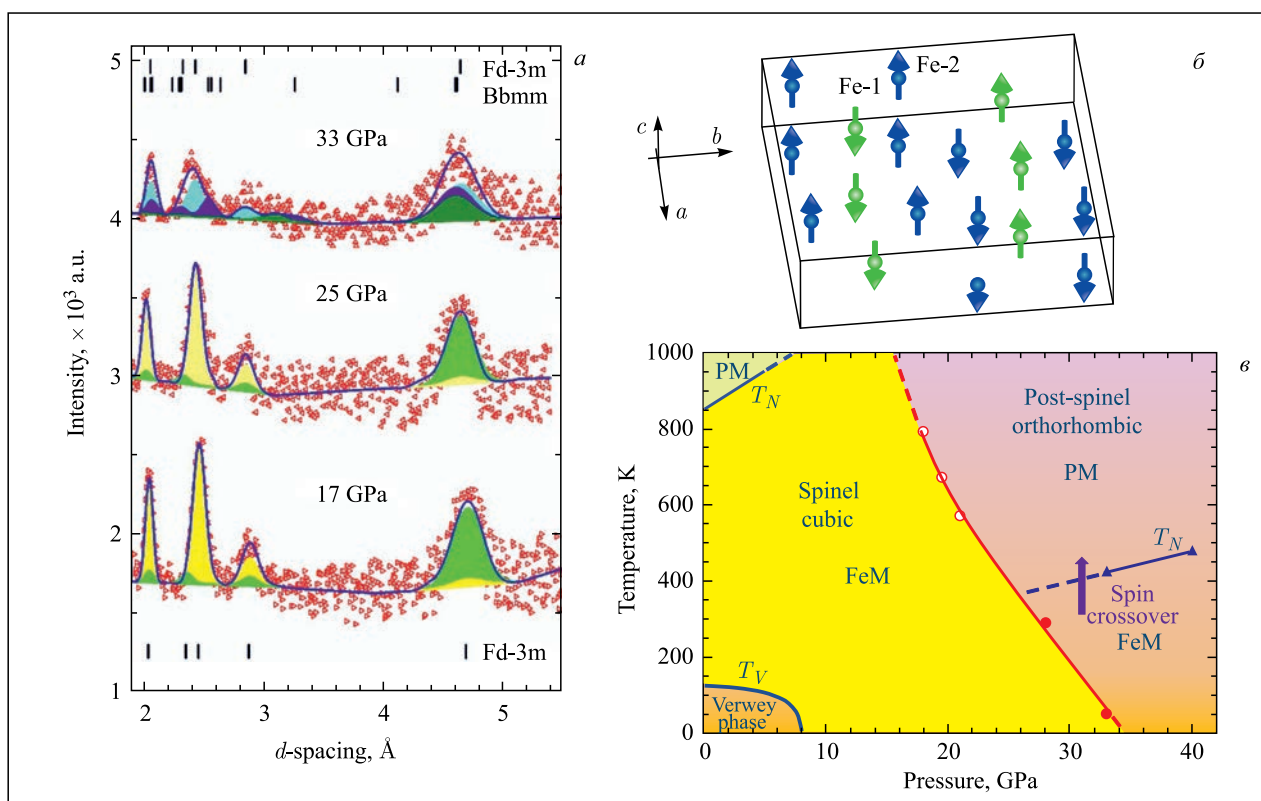 а
5
Fd-3m
Bbmm
33 GPa
4
25 GPa
3
17 GPa
2
Fd-3m
1
2 3 4 5
Intensity, × 10³ a.u.
d-spacing, Å
б
Fe-2
Fe-1
c
b
a
в
1000
PM
T_N
Post-spinel
orthorhombic
800
PM
Spinel
cubic
600
T_N
FeM
400
Spin
crossover
FeM
200
T_V
Verwey
phase
0
0 10 20 30 40
Temperature, K
Pressure, GPa